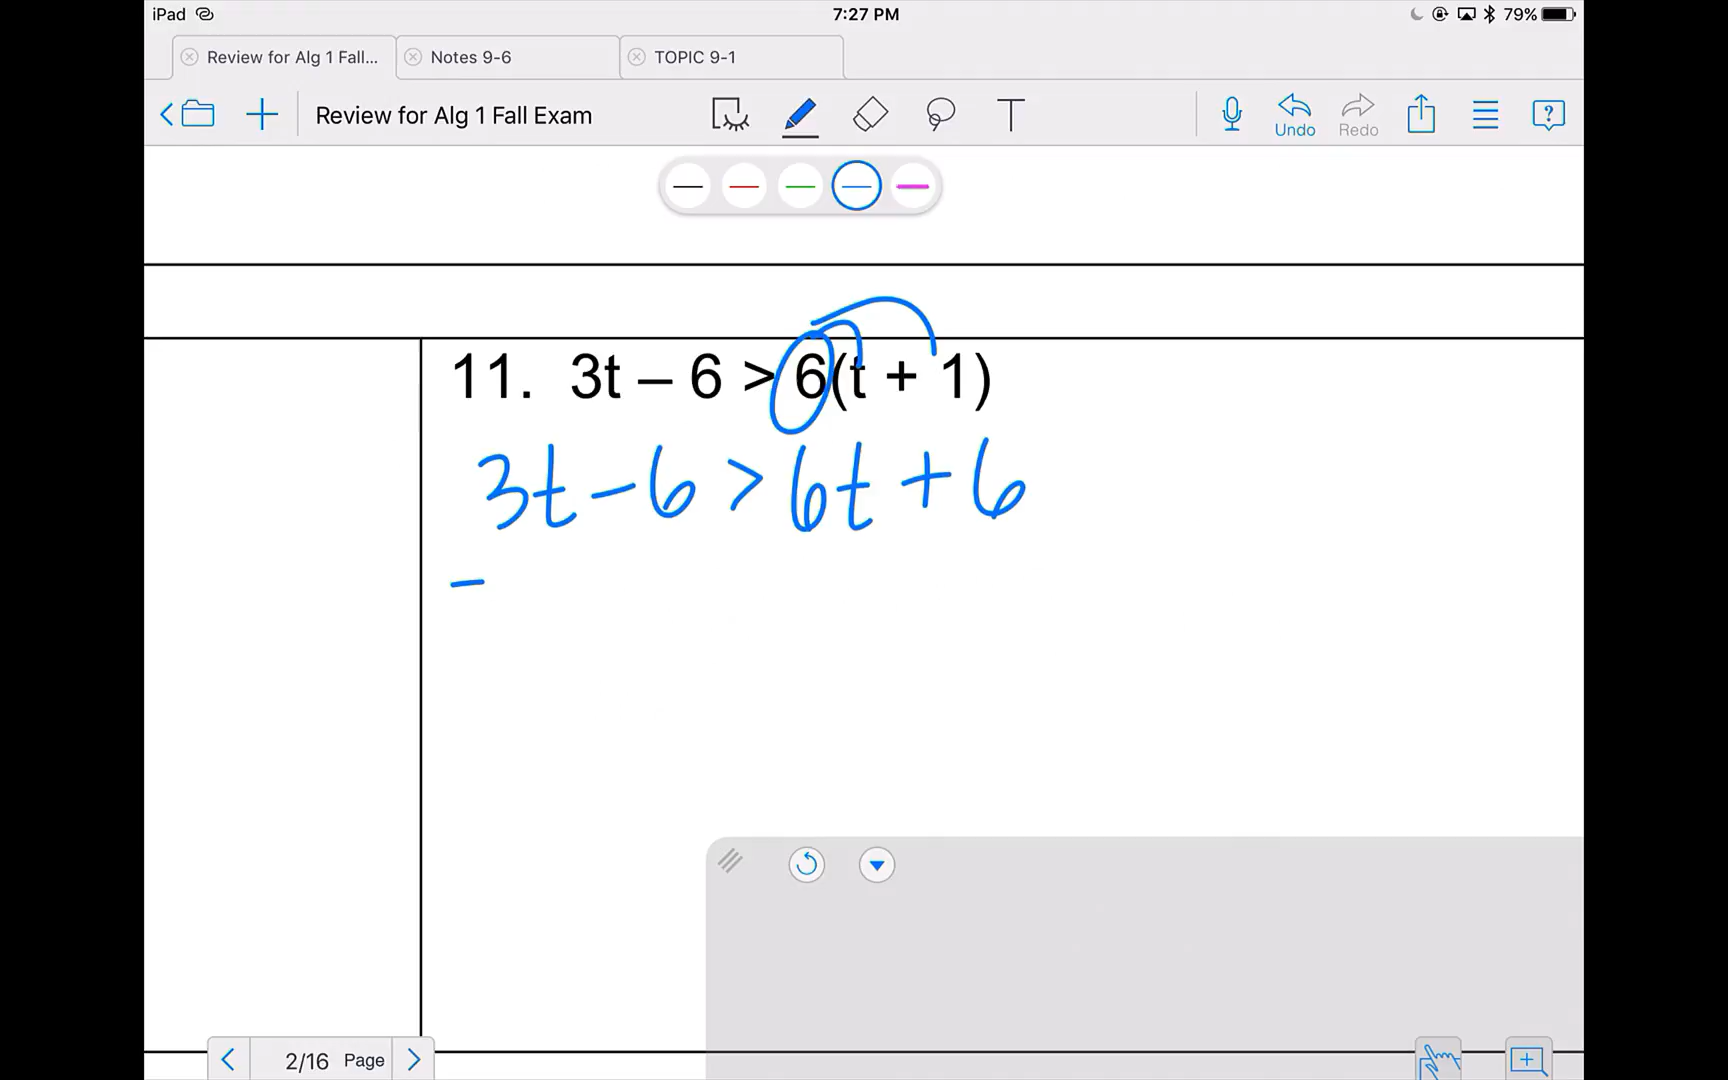 iPad 7:27 PM 79%
Review for Alg 1 Fall... Notes 9-6 TOPIC 9-1
Review for Alg 1 Fall Exam T Undo Redo ?
11. 3t – 6 > 6(t + 1)
3t - 6 > 6t + 6
-
2/16 Page